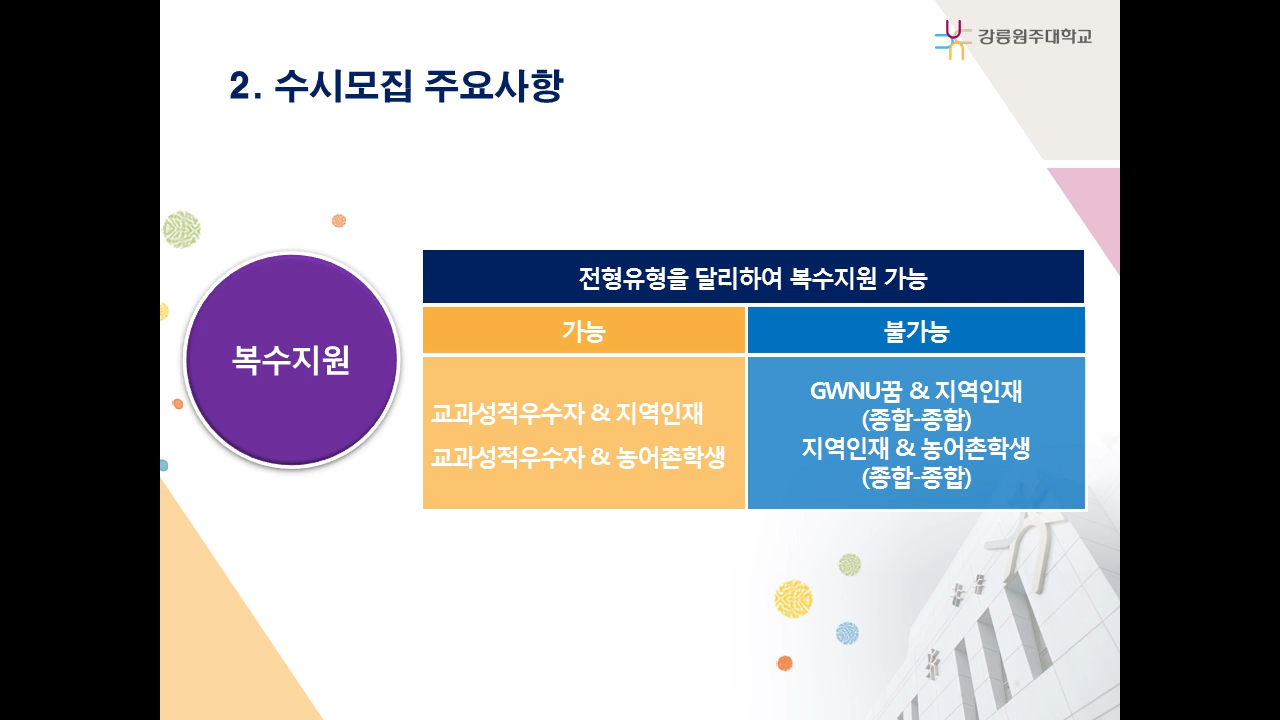 강릉원주대학교
2. 수시모집 주요사항
복수지원
전형유형을 달리하여 복수지원 가능
가능
불가능
교과성적우수자 & 지역인재
교과성적우수자 & 농어촌학생
GWNU꿈 & 지역인재
(종합-종합)
지역인재 & 농어촌학생
(종합-종합)